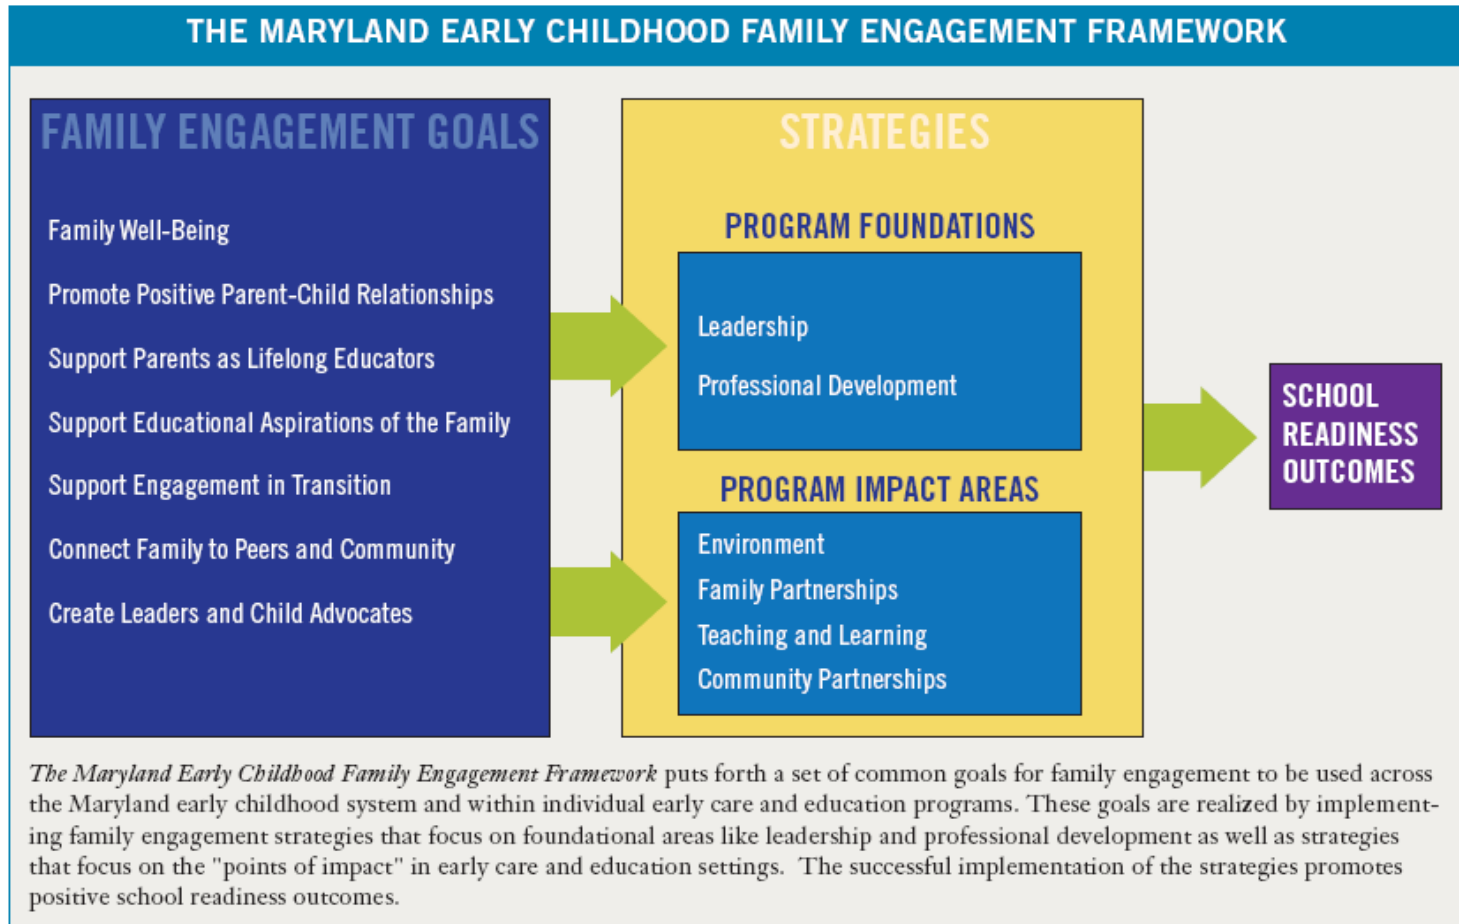 THE MARYLAND EARLY CHILDHOOD FAMILY ENGAGEMENT FRAMEWORK
FAMILY ENGAGEMENT GOALS
Family Well-Being
Promote Positive Parent-Child Relationships
Support Parents as Lifelong Educators
Support Educational Aspirations of the Family
Support Engagement in Transition
Connect Family to Peers and Community
Create Leaders and Child Advocates
STRATEGIES
PROGRAM FOUNDATIONS
Leadership
Professional Development
PROGRAM IMPACT AREAS
Environment
Family Partnerships
Teaching and Learning
Community Partnerships
SCHOOL
READINESS
OUTCOMES
The Maryland Early Childhood Family Engagement Framework puts forth a set of common goals for family engagement to be used across
the Maryland early childhood system and within individual early care and education programs. These goals are realized by implement-
ing family engagement strategies that focus on foundational areas like leadership and professional development as well as strategies
that focus on the "points of impact" in early care and education settings.  The successful implementation of the strategies promotes
positive school readiness outcomes.